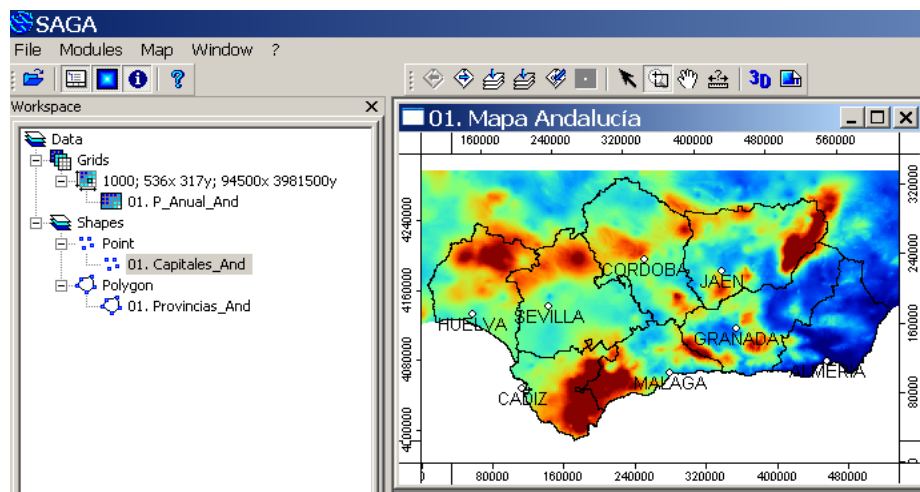 SAGA
File Modules Map Window ?
3D
Workspace X
Data
Grids
1000; 536x 317y; 94500x 3981500y
01. P_Anual_And
Shapes
Point
01. Capitales_And
Polygon
01. Provincias_And
01. Mapa Andalucía
160000 240000 320000 400000 480000 560000
4240000
4160000
4080000
320000
240000
160000
80000
CORDOBA
JAEN
HUELVA
SEVILLA
GRANADA
MALAGA
ALMERIA
CADIZ
80000 160000 240000 320000 400000 480000